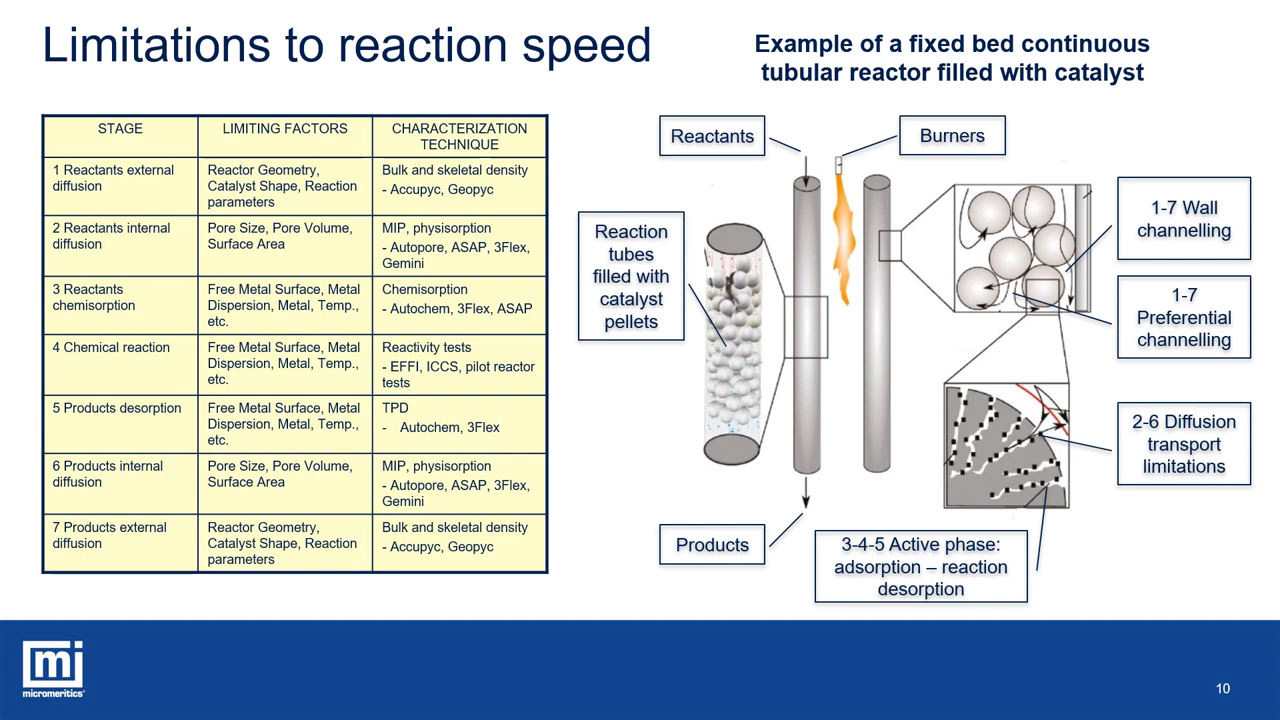 Limitations to reaction speed
Example of a fixed bed continuous
tubular reactor filled with catalyst
STAGE
LIMITING FACTORS
CHARACTERIZATION
TECHNIQUE
1 Reactants external
diffusion
Reactor Geometry,
Catalyst Shape, Reaction
parameters
Bulk and skeletal density
- Accupyc, Geopyc
2 Reactants internal
diffusion
Pore Size, Pore Volume,
Surface Area
MIP, physisorption
- Autopore, ASAP, 3Flex,
Gemini
3 Reactants
chemisorption
Free Metal Surface, Metal
Dispersion, Metal, Temp.,
etc.
Chemisorption
- Autochem, 3Flex, ASAP
4 Chemical reaction
Free Metal Surface, Metal
Dispersion, Metal, Temp.,
etc.
Reactivity tests
- EFFI, ICCS, pilot reactor
tests
5 Products desorption
Free Metal Surface, Metal
Dispersion, Metal, Temp.,
etc.
TPD
- Autochem, 3Flex
6 Products internal
diffusion
Pore Size, Pore Volume,
Surface Area
MIP, physisorption
- Autopore, ASAP, 3Flex,
Gemini
7 Products external
diffusion
Reactor Geometry,
Catalyst Shape, Reaction
parameters
Bulk and skeletal density
- Accupyc, Geopyc
Reactants
Burners
Reaction
tubes
filled with
catalyst
pellets
1-7 Wall
channelling
1-7
Preferential
channelling
2-6 Diffusion
transport
limitations
Products
3-4-5 Active phase:
adsorption – reaction
desorption
mi
micromeritics®
10